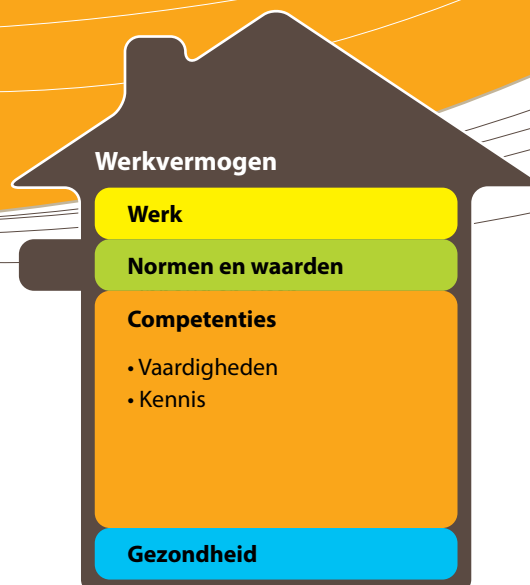 Werkvermogen
Werk
Normen en waarden
Competenties
• Vaardigheden
• Kennis
Gezondheid